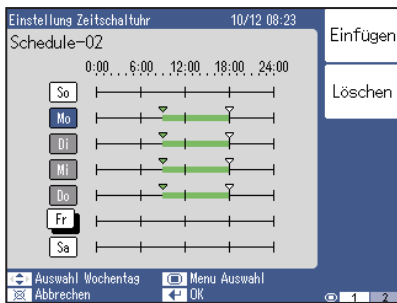 Einstellung Zeitschaltuhr 10/12 08:23
Einfügen
Schedule-02
0:00 6:00 12:00 18:00 24:00
So
Löschen
Mo
Di
Mi
Do
Fr
Sa
Auswahl Wochentag Menu Auswahl
Abbrechen OK
1 2